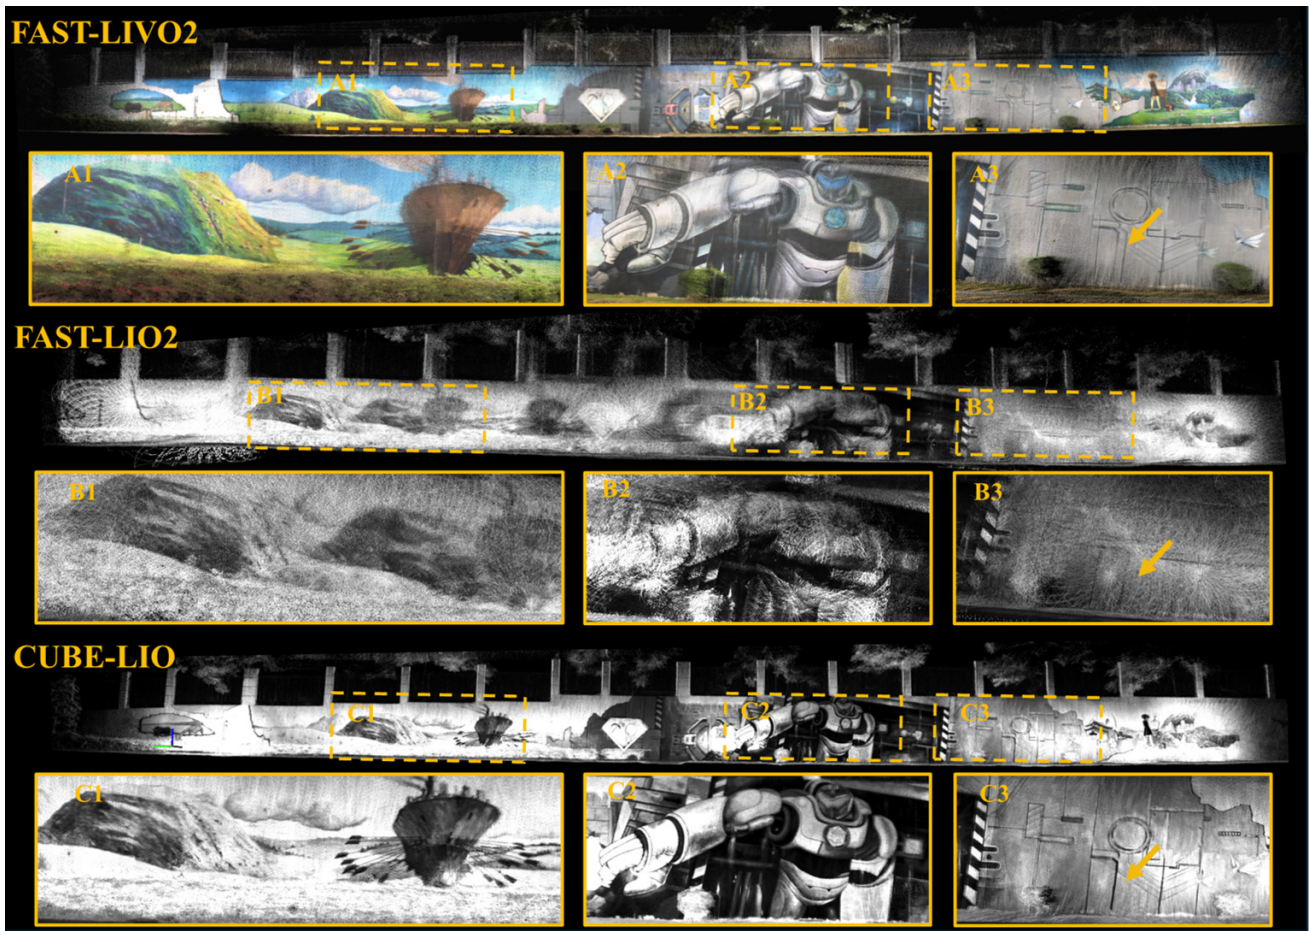 FAST-LIVO2
A1
A2
A3
A1
A2
A3
FAST-LIO2
B1
B2
B3
B1
B2
B3
CUBE-LIO
C1
C2
C3
C1
C2
C3